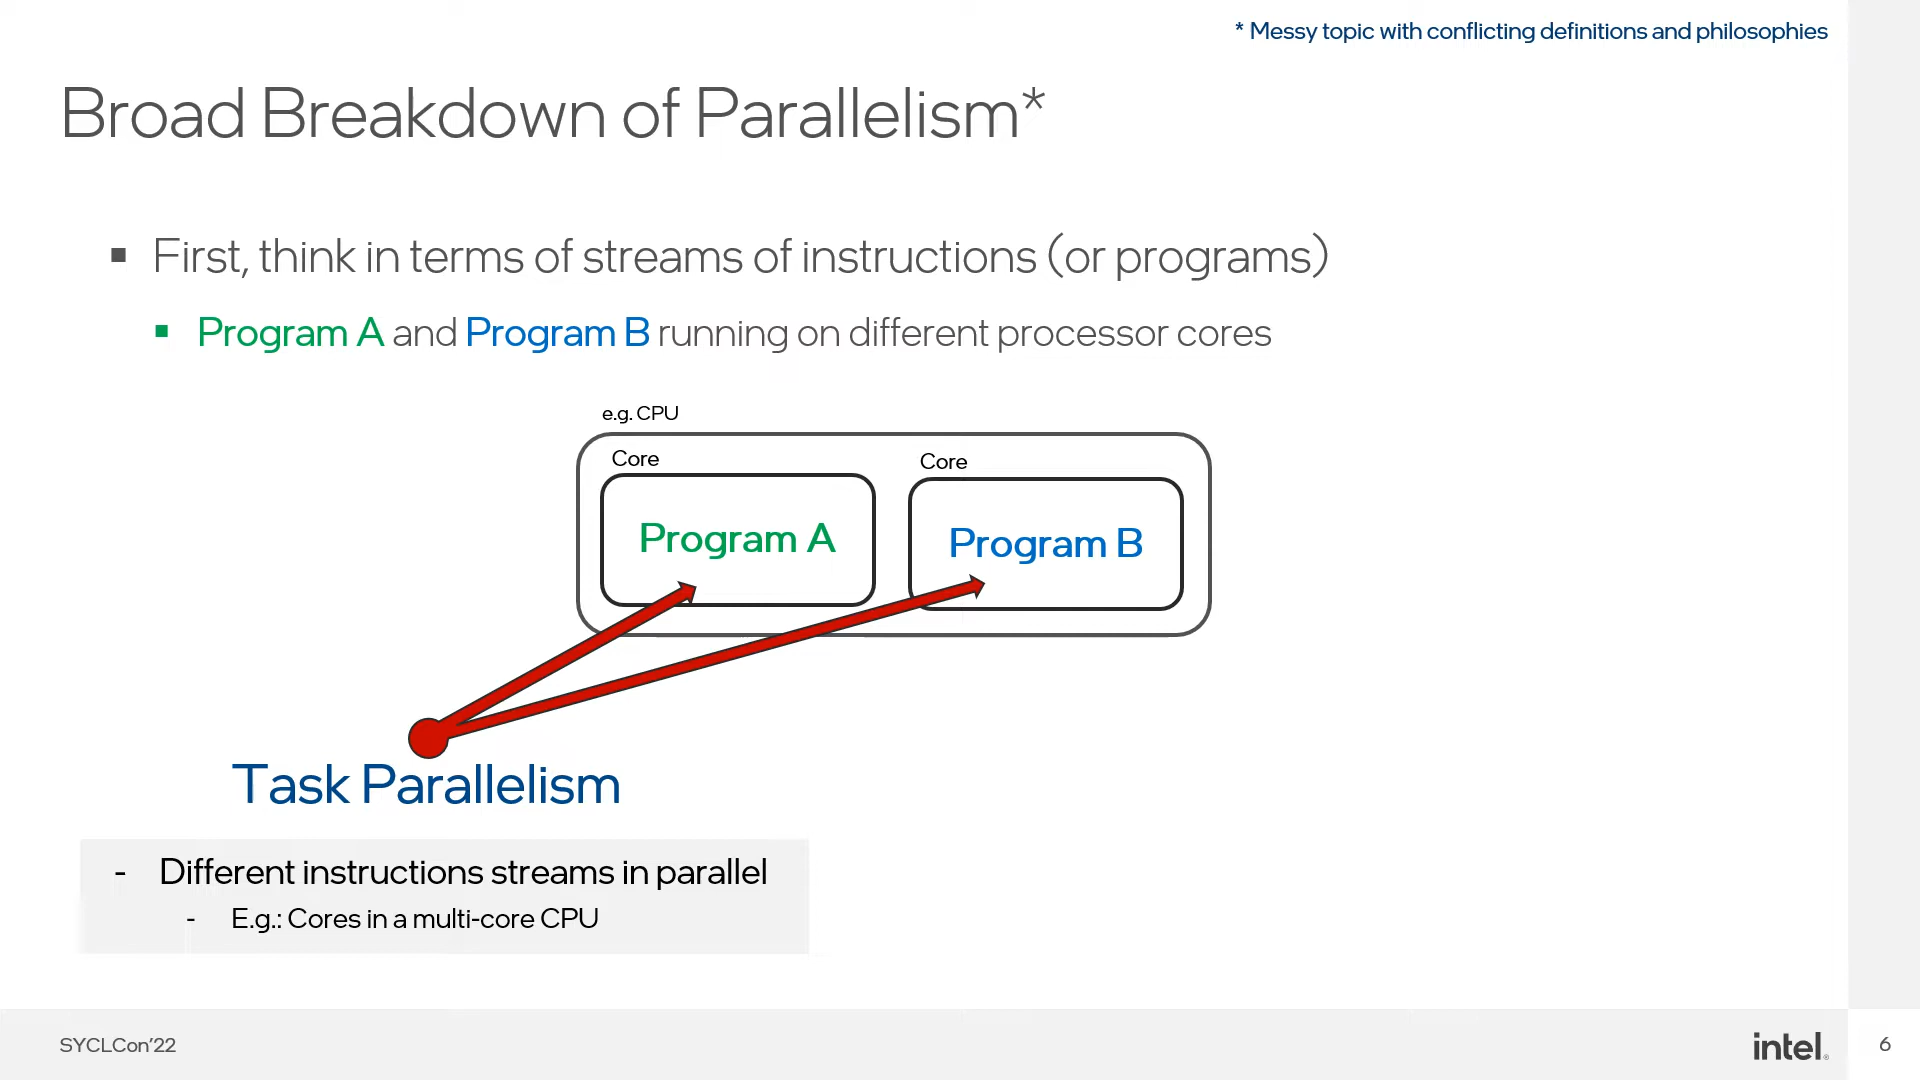 * Messy topic with conflicting definitions and philosophies
Broad Breakdown of Parallelism*
▪ First, think in terms of streams of instructions (or programs)
▪ Program A and Program B running on different processor cores
e.g. CPU
Core
Core
Program A
Program B
Task Parallelism
- Different instructions streams in parallel
- E.g.: Cores in a multi-core CPU
SYCLCon’22
intel.
6